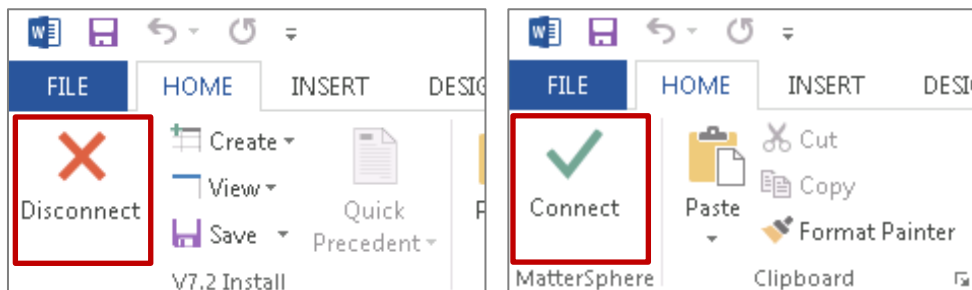 FILE HOME INSERT DESIG
Create
Disconnect
View
Save
Quick
Precedent
P
V7.2 Install
FILE HOME INSERT DESI
Connect
Paste
Cut
Copy
Format Painter
MatterSphere
Clipboard